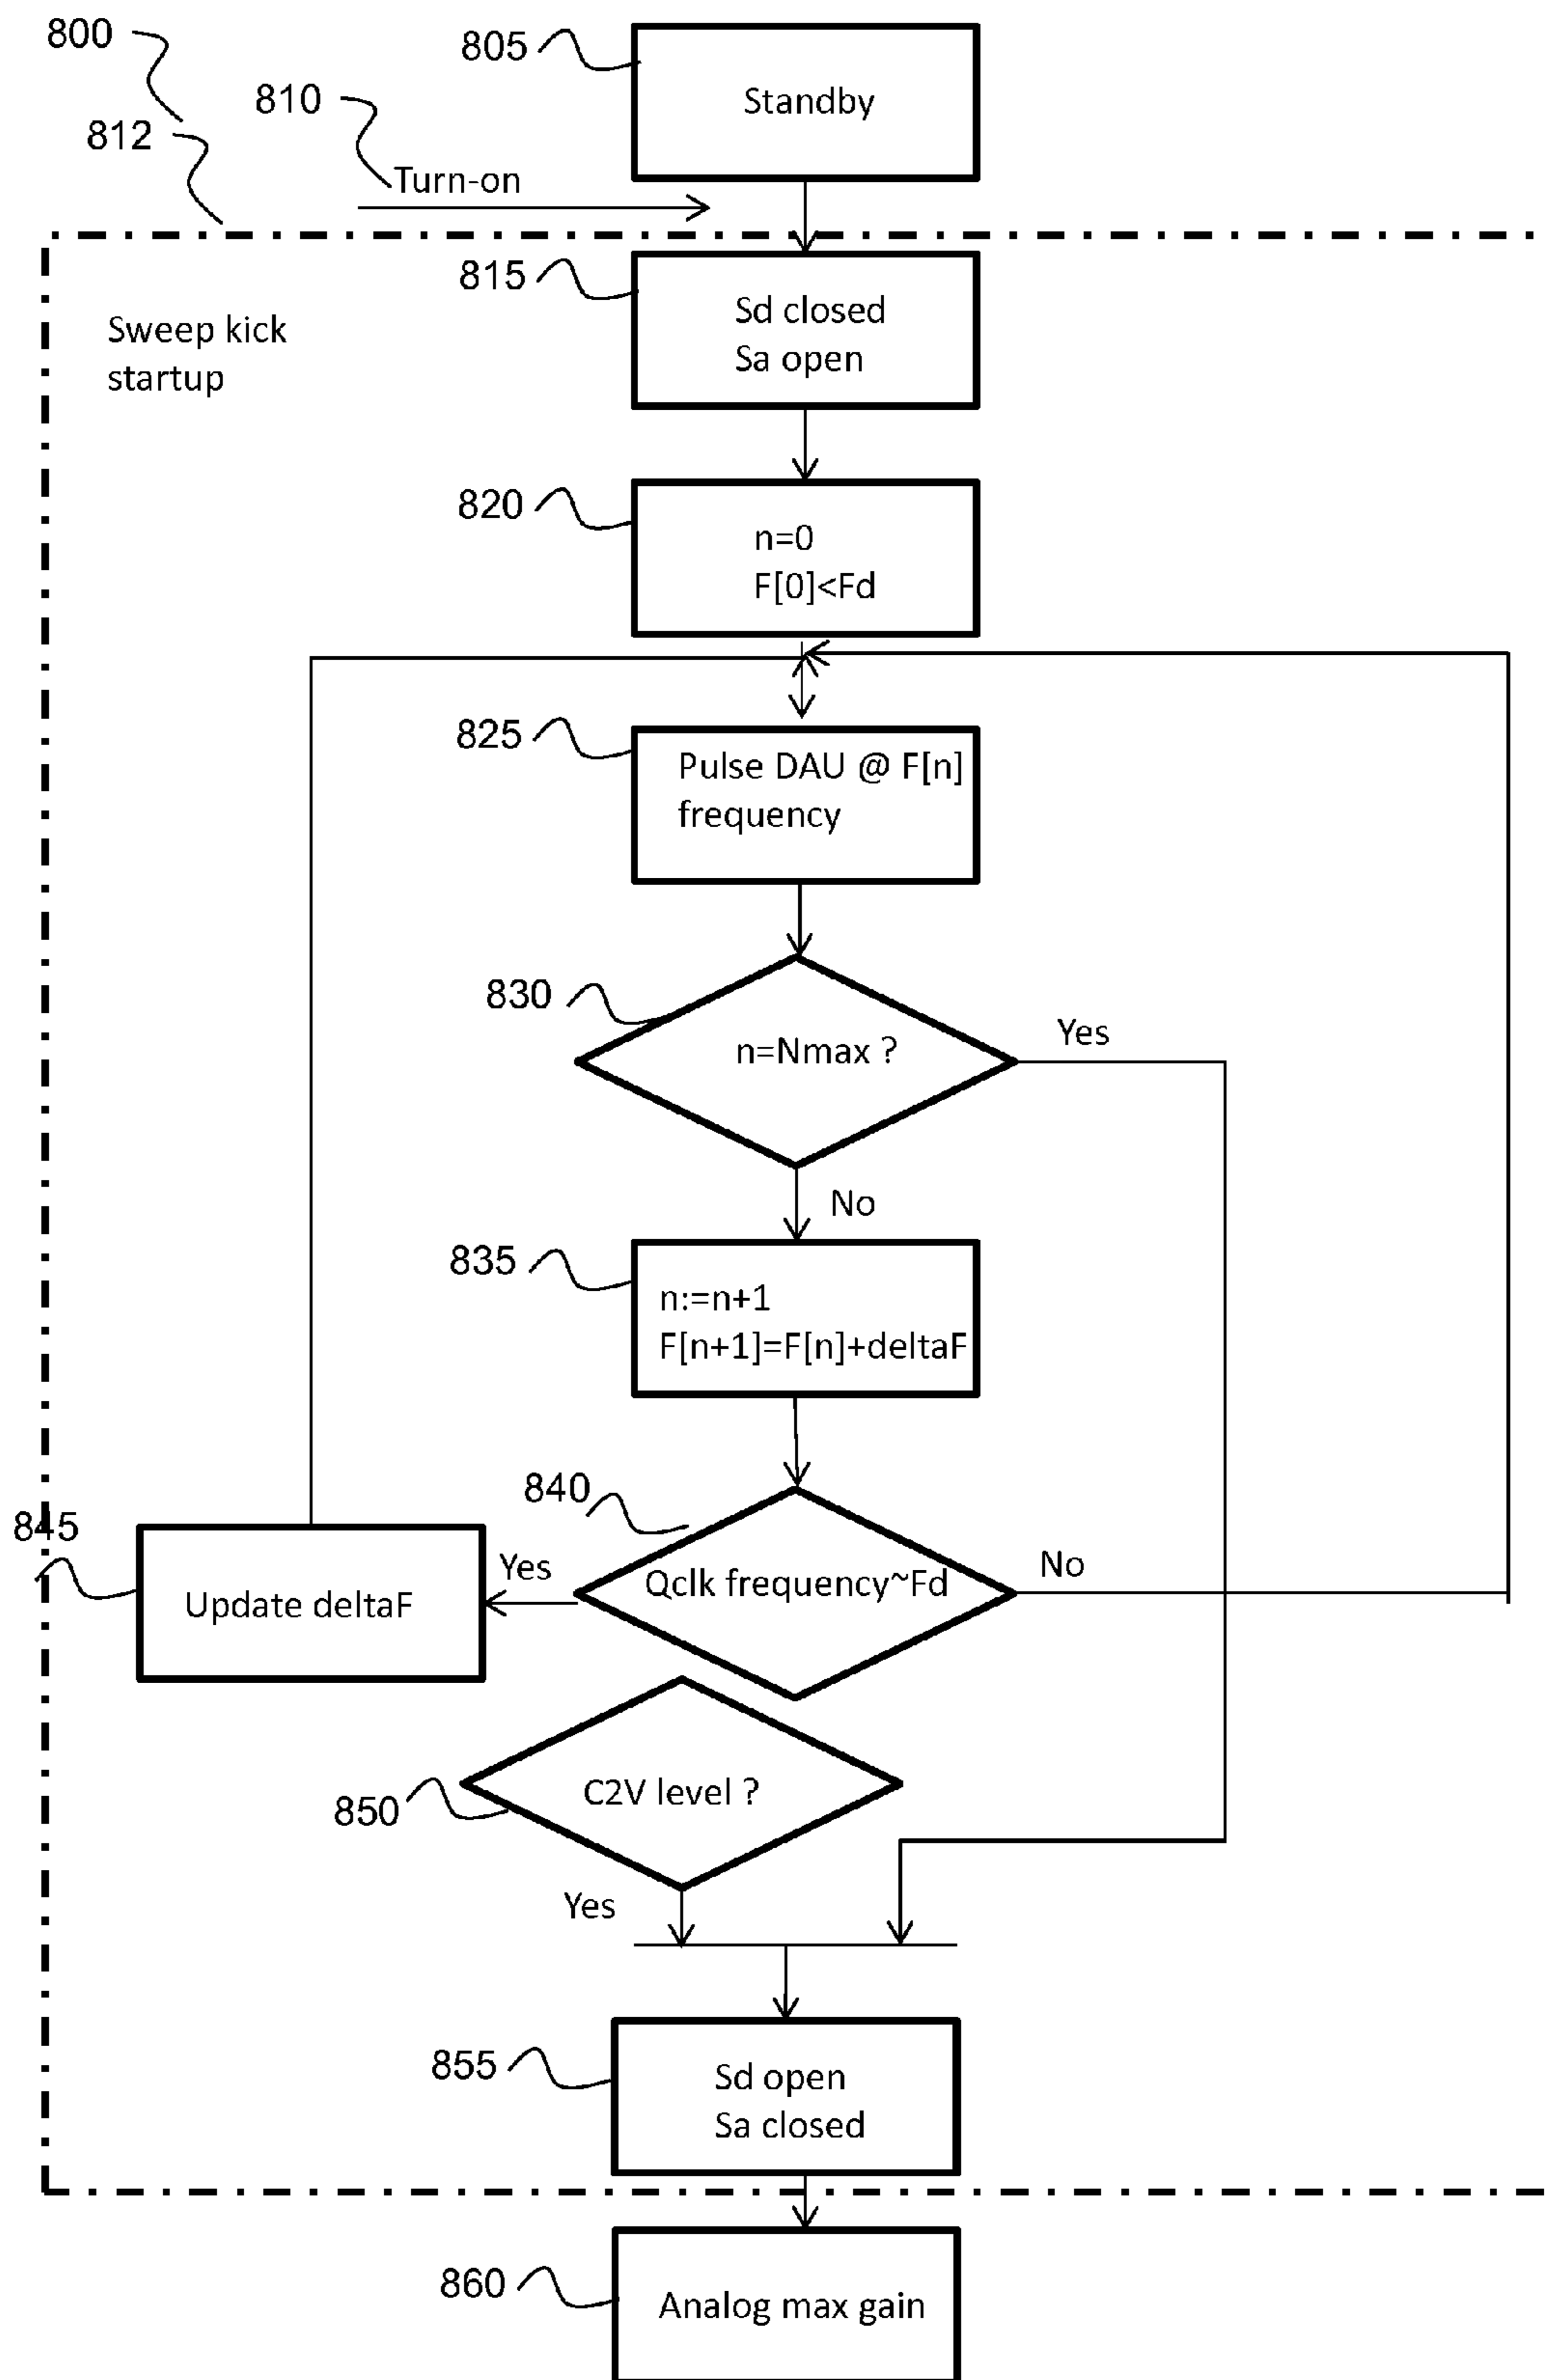 800
805
Standby
810
812
Turn-on
815
Sd closed
Sa open
Sweep kick
startup
820
n=0
F[0]<Fd
825
Pulse DAU @ F[n]
frequency
830
n=Nmax ?
Yes
No
835
n:=n+1
F[n+1]=F[n]+deltaF
840
Qclk frequency~Fd
Yes
No
845
Update deltaF
850
C2V level ?
Yes
855
Sd open
Sa closed
860
Analog max gain